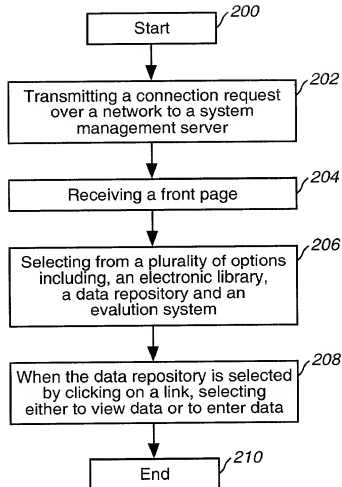 200
Start
202
Transmitting a connection request
over a network to a system
management server
204
Receiving a front page
206
Selecting from a plurality of options
including, an electronic library,
a data repository and an
evalution system
208
When the data repository is selected
by clicking on a link, selecting
either to view data or to enter data
210
End